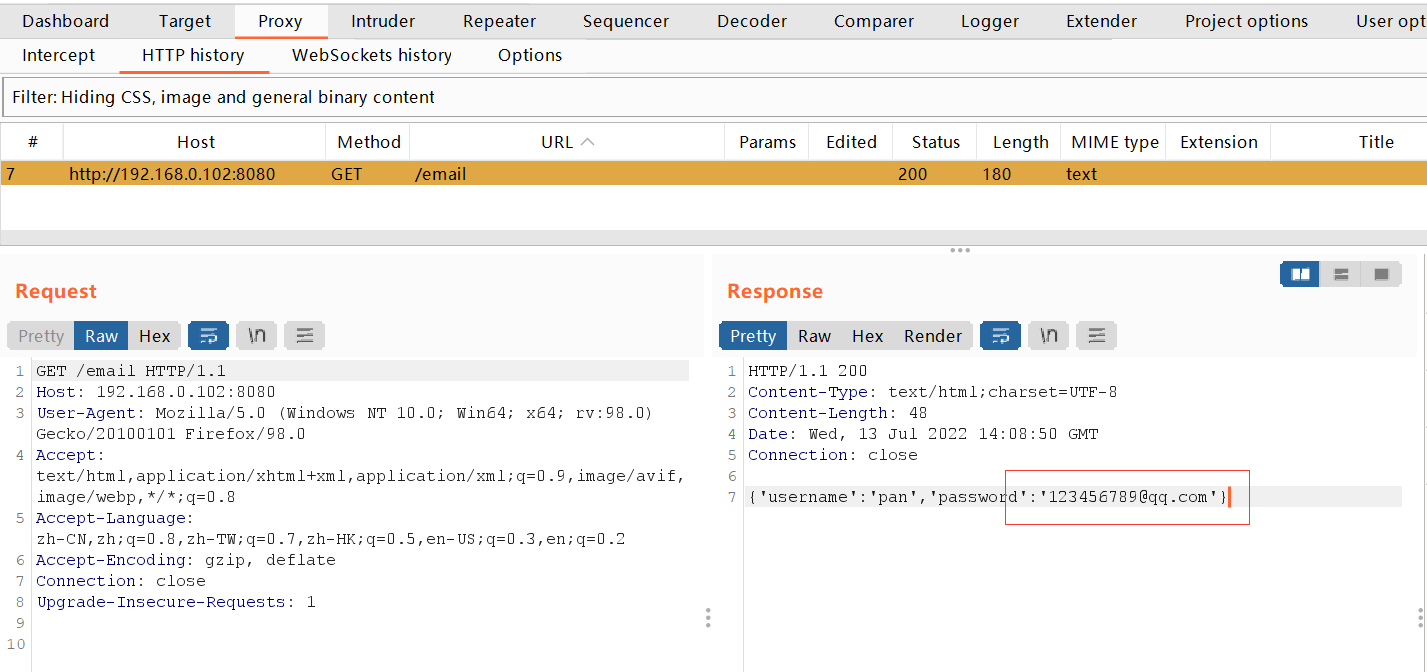 Dashboard Target Proxy Intruder Repeater Sequencer Decoder Comparer Logger Extender Project options User opt
Intercept HTTP history WebSockets history Options
Filter: Hiding CSS, image and general binary content
# Host Method URL Params Edited Status Length MIME type Extension Title
7 http://192.168.0.102:8080 GET /email 200 180 text
Request
Pretty Raw Hex \n
1 GET /email HTTP/1.1
2 Host: 192.168.0.102:8080
3 User-Agent: Mozilla/5.0 (Windows NT 10.0; Win64; x64; rv:98.0)
Gecko/20100101 Firefox/98.0
4 Accept:
text/html,application/xhtml+xml,application/xml;q=0.9,image/avif,
image/webp,*/*;q=0.8
5 Accept-Language:
zh-CN,zh;q=0.8,zh-TW;q=0.7,zh-HK;q=0.5,en-US;q=0.3,en;q=0.2
6 Accept-Encoding: gzip, deflate
7 Connection: close
8 Upgrade-Insecure-Requests: 1
9
10
Response
Pretty Raw Hex Render \n
1 HTTP/1.1 200
2 Content-Type: text/html;charset=UTF-8
3 Content-Length: 48
4 Date: Wed, 13 Jul 2022 14:08:50 GMT
5 Connection: close
6
7 {'username':'pan','password':'123456789@qq.com'}